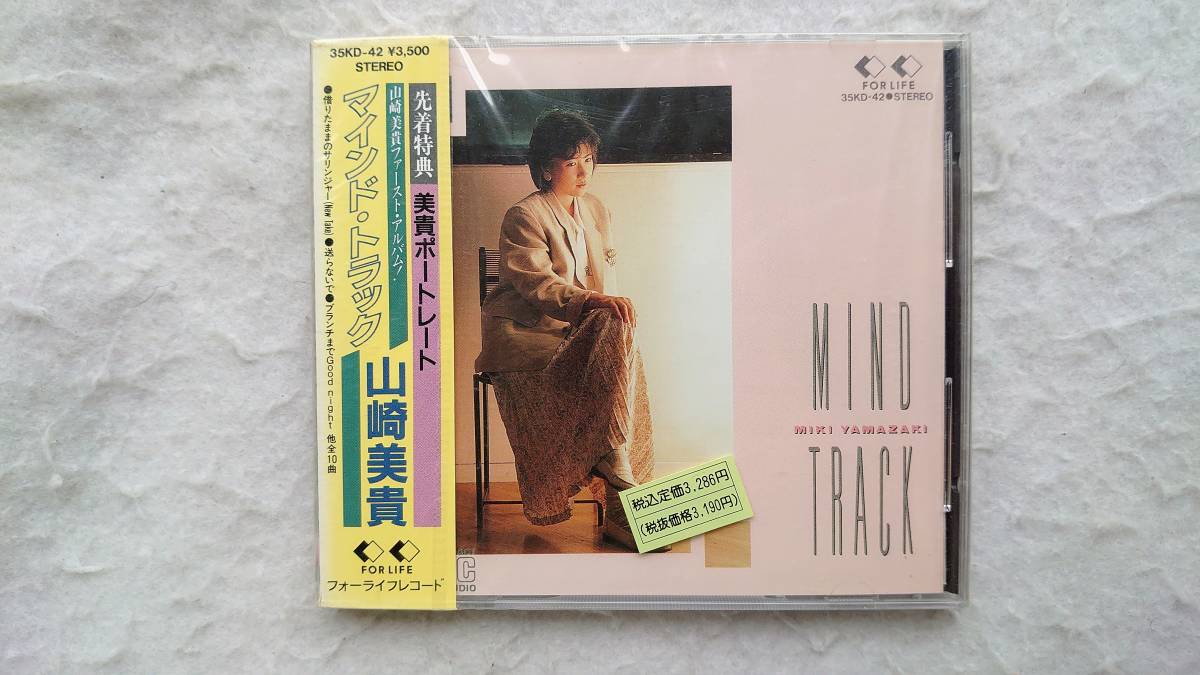 35KD-42 ¥3,500
STEREO
先着特典
美貴ポートレート
山崎美貴ファースト・アルバム!
マインド・トラック
山崎美貴
●借りたままのサリンジャー(New Take)●送らないで●ブランチまでGood night 他全10曲
FOR LIFE
フォーライフレコード
FOR LIFE
35KD-42●STEREO
MIND
MIKI YAMAZAKI
TRACK
税込定価3,286円
(税抜価格3,190円)